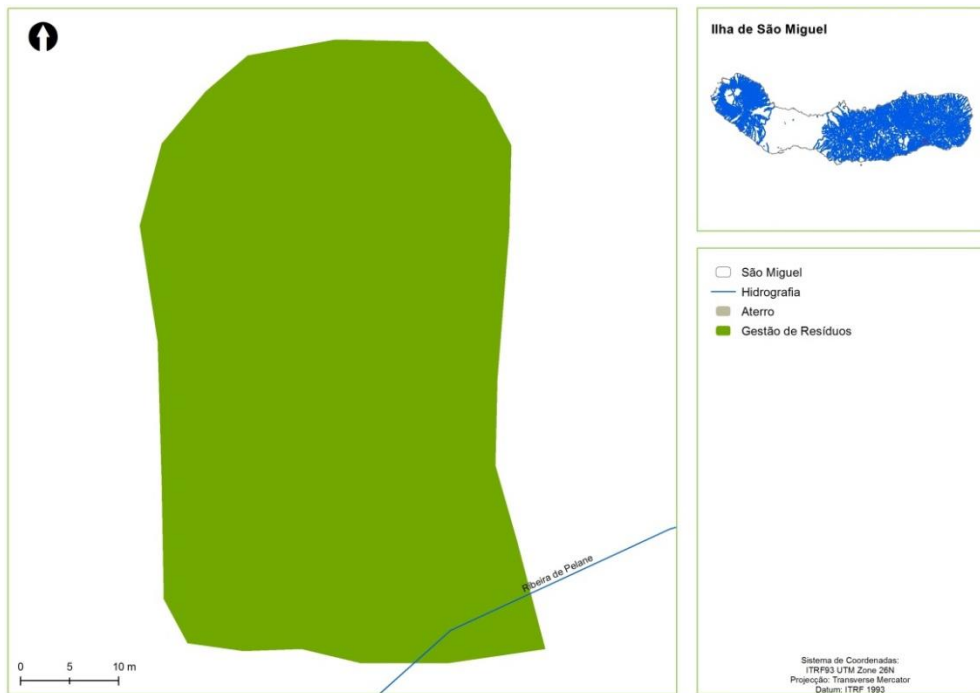 Ilha de São Miguel
São Miguel
Hidrografia
Aterro
Gestão de Resíduos
Ribeira de Pelane
0 5 10 m
Sistema de Coordenadas:
ITRF93 UTM Zone 26N
Projecção: Transverse Mercator
Datum: ITRF 1993